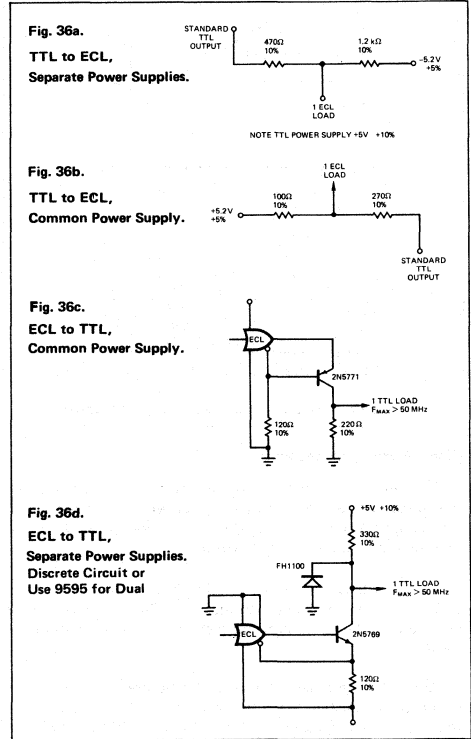 Fig. 36a.
TTL to ECL,
Separate Power Supplies.
STANDARD
TTL
OUTPUT
470Ω
10%
1.2 kΩ
10%
-5.2V
+5%
1 ECL
LOAD
NOTE TTL POWER SUPPLY +5V +10%
Fig. 36b.
TTL to ECL,
Common Power Supply.
1 ECL
LOAD
+5.2V
+5%
100Ω
10%
270Ω
10%
STANDARD
TTL
OUTPUT
Fig. 36c.
ECL to TTL,
Common Power Supply.
ECL
2N5771
1 TTL LOAD
FMAX > 50 MHz
120Ω
10%
220Ω
10%
Fig. 36d.
ECL to TTL,
Separate Power Supplies.
Discrete Circuit or
Use 9595 for Dual
+5V +10%
330Ω
10%
FH1100
1 TTL LOAD
FMAX > 50 MHz
ECL
2N5769
120Ω
10%